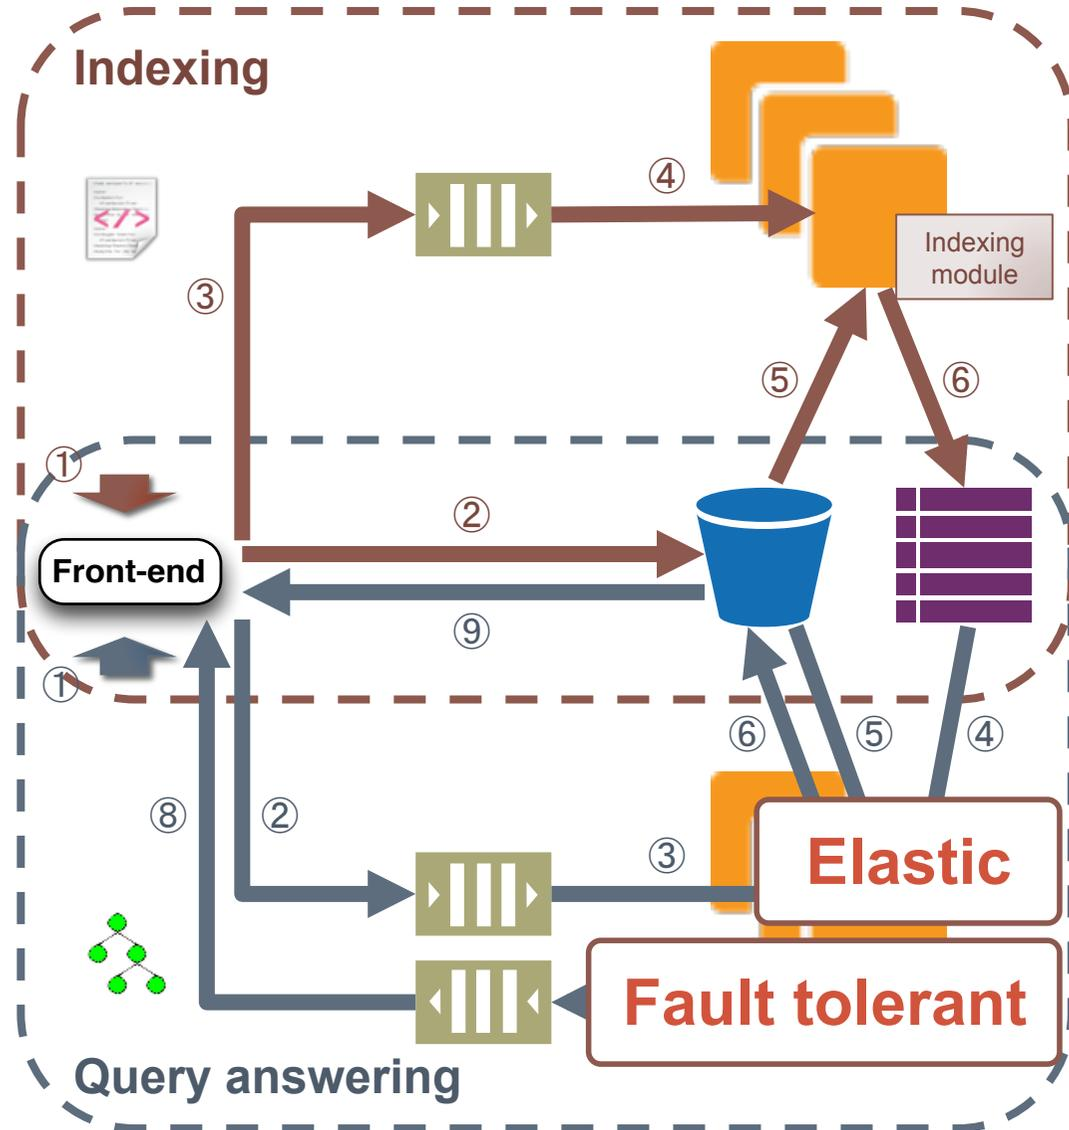 Indexing
④
Indexing
module
③
⑤
⑥
①
②
Front-end
⑨
①
⑥
⑤
④
⑧
②
③
Elastic
Fault tolerant
Query answering